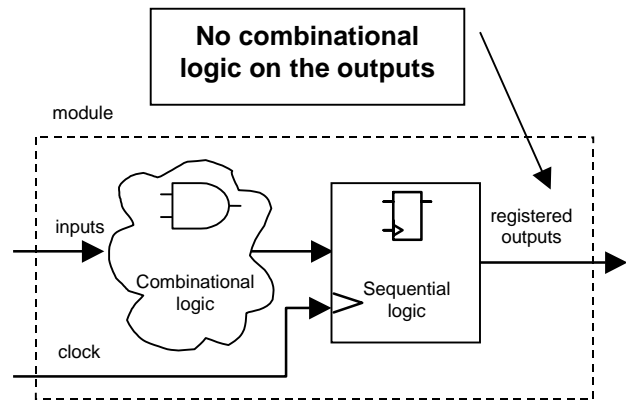 No combinational
logic on the outputs
module
inputs
Combinational
logic
Sequential
logic
registered
outputs
clock